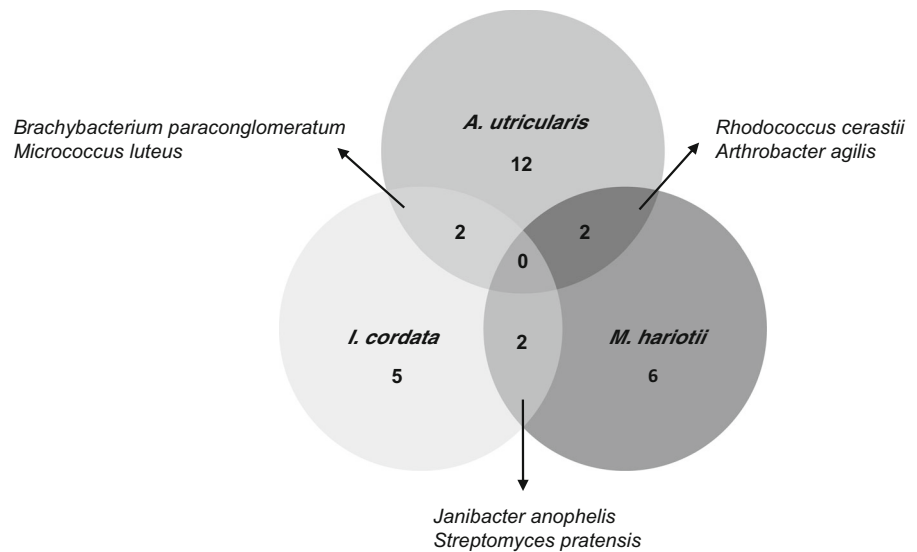 Brachybacterium paraconglomeratum
Micrococcus luteus
A. utricularis
12
Rhodococcus cerastii
Arthrobacter agilis
2
2
0
I. cordata
5
2
M. hariotii
6
Janibacter anophelis
Streptomyces pratensis